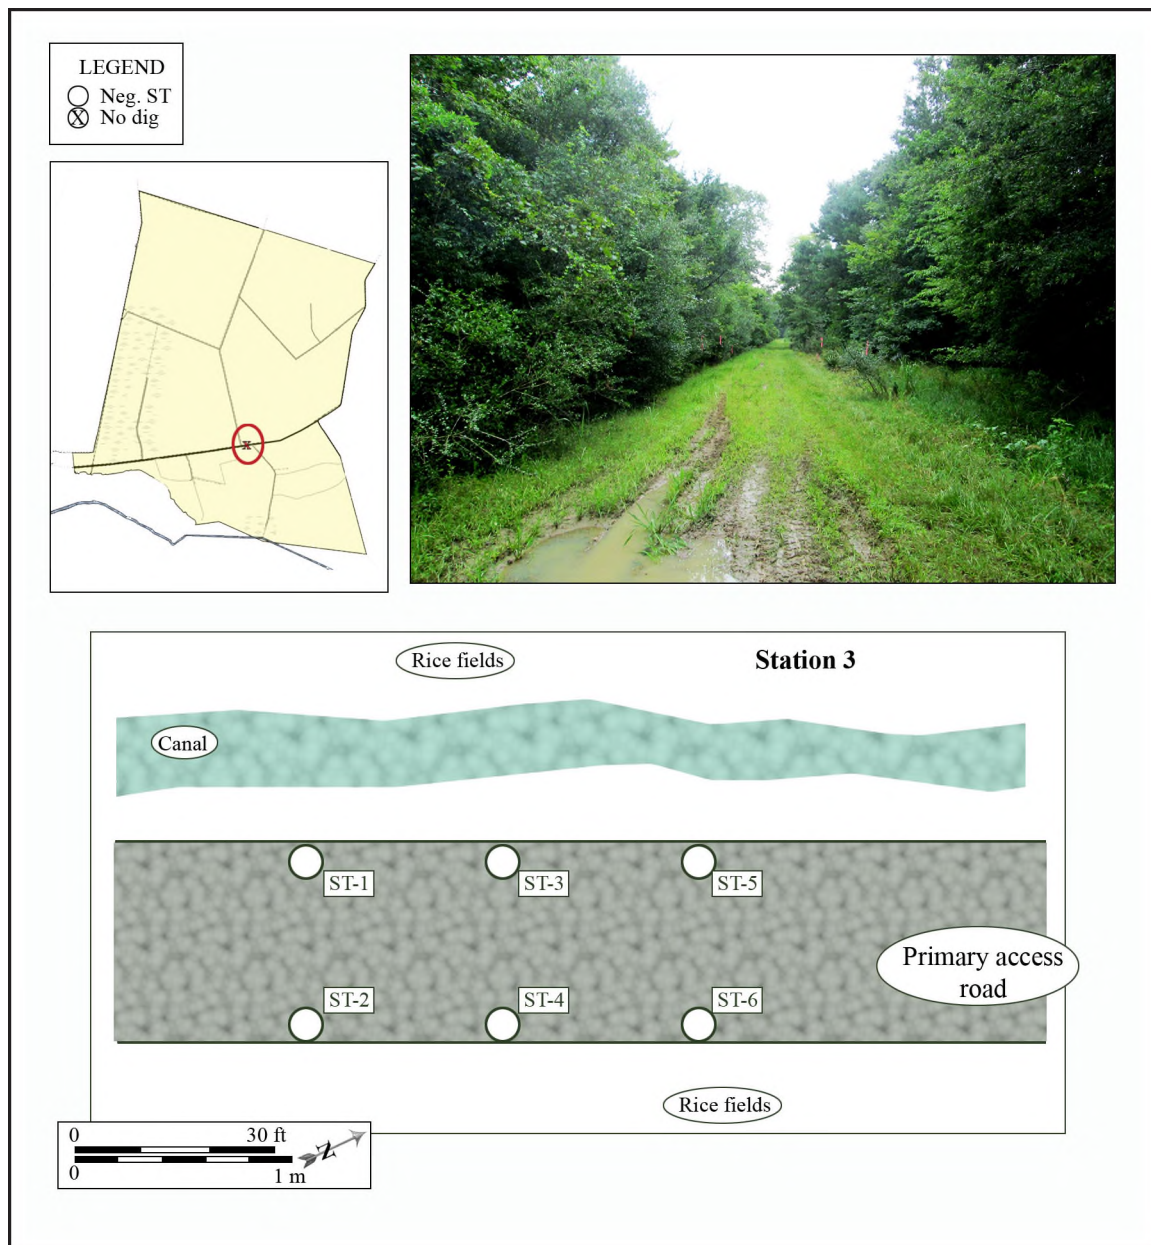 LEGEND
Neg. ST
X No dig
X
Rice fields
Station 3
Canal
ST-1
ST-3
ST-5
Primary access
road
ST-2
ST-4
ST-6
Rice fields
0 30 ft
N
0 1 m